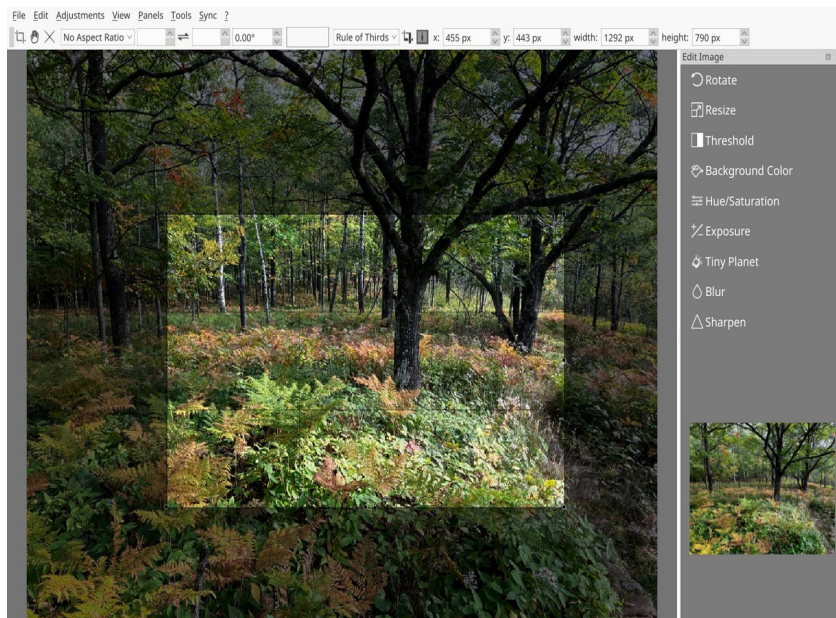 File Edit Adjustments View Panels Tools Sync ?
No Aspect Ratio 0.00° Rule of Thirds i x: 455 px y: 443 px width: 1292 px height: 790 px
Edit Image
Rotate
Resize
Threshold
Background Color
Hue/Saturation
Exposure
Tiny Planet
Blur
Sharpen